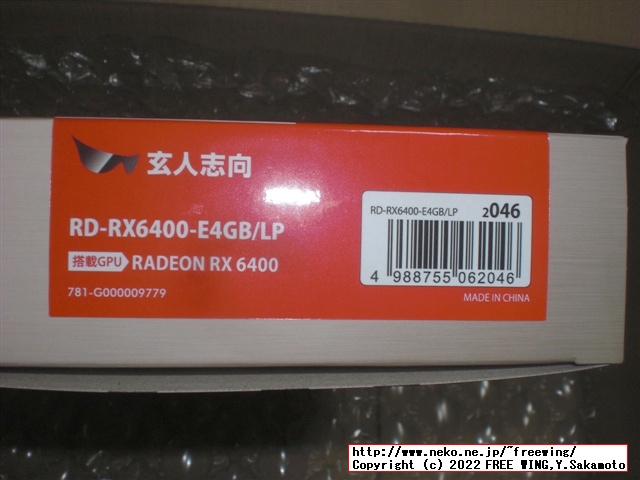 玄人志向
RD-RX6400-E4GB/LP
搭載GPU RADEON RX 6400
781-G000009779
RD-RX6400-E4GB/LP 2046
4 988755 062046
MADE IN CHINA
http://www.neko.ne.jp/~freewing/
Copyright (c) 2022 FREE WING,Y.Sakamoto